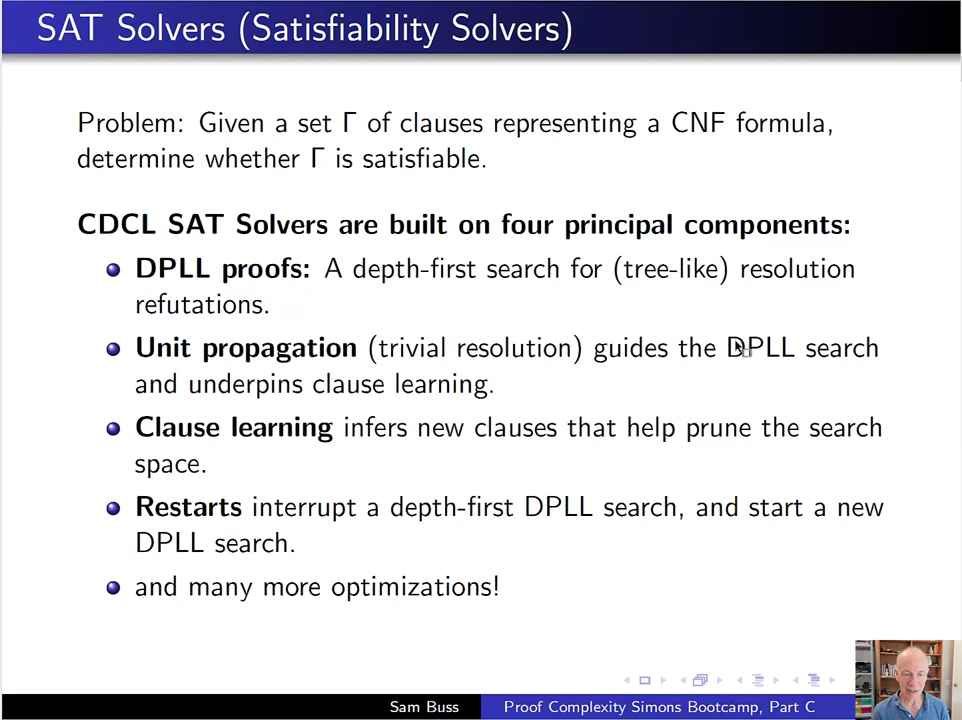 SAT Solvers (Satisfiability Solvers)
Problem: Given a set Γ of clauses representing a CNF formula,
determine whether Γ is satisfiable.
CDCL SAT Solvers are built on four principal components:
DPLL proofs: A depth-first search for (tree-like) resolution
refutations.
Unit propagation (trivial resolution) guides the DPLL search
and underpins clause learning.
Clause learning infers new clauses that help prune the search
space.
Restarts interrupt a depth-first DPLL search, and start a new
DPLL search.
and many more optimizations!
Sam Buss
Proof Complexity Simons Bootcamp, Part C